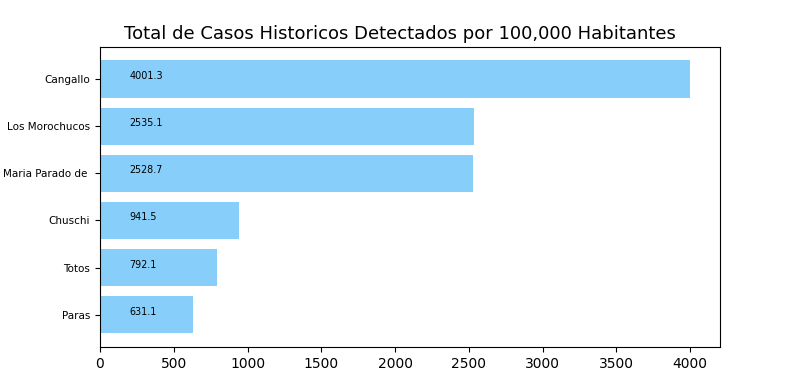 Total de Casos Historicos Detectados por 100,000 Habitantes
Cangallo 4001.3
Los Morochucos 2535.1
Maria Parado de 2528.7
Chuschi 941.5
Totos 792.1
Paras 631.1
0 500 1000 1500 2000 2500 3000 3500 4000